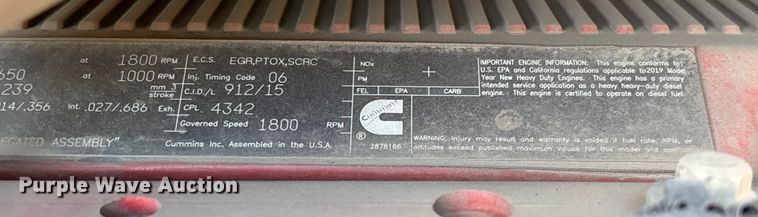 at 1800 RPM E.C.S. EGR,PTOX,SCRC
650 at 1000 RPM Inj. Timing Code 06
239 mm 3 stroke C.I.D./L 912/15
14/.356 Int. .027/.686 Exh. CPL 4342
Governed Speed 1800 RPM
EGATED ASSEMBLY" Cummins Inc. Assembled in the U.S.A.
NOx
PM
FEL EPA CARB
Cummins
®
2878166
IMPORTANT ENGINE INFORMATION: This engine conforms to
U.S. EPA and California regulations applicable to 2019 Model
Year New Heavy Duty Engines. This engine has a primary
intended service application as a heavy heavy-duty diesel
engine. This engine is certified to operate on diesel fuel.
WARNING: Injury may result and warranty is voided if fuel rate, RPM, or
altitudes exceed published maximum values for this model and application
Purple Wave Auction